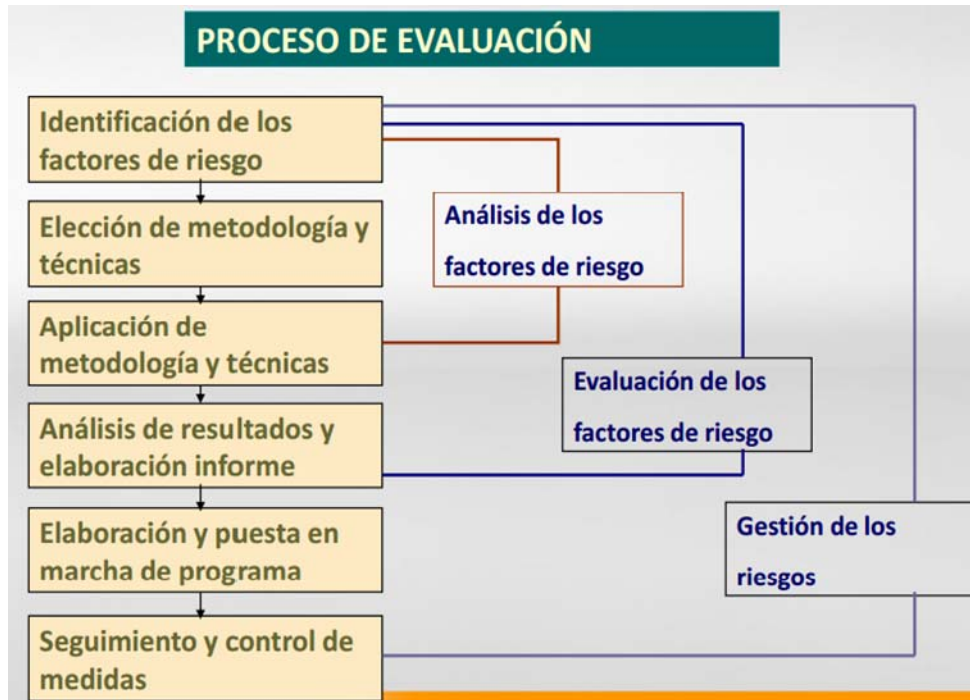 PROCESO DE EVALUACIÓN
Identificación de los
factores de riesgo
Elección de metodología y
técnicas
Aplicación de
metodología y técnicas
Análisis de resultados y
elaboración informe
Elaboración y puesta en
marcha de programa
Seguimiento y control de
medidas
Análisis de los
factores de riesgo
Evaluación de los
factores de riesgo
Gestión de los
riesgos